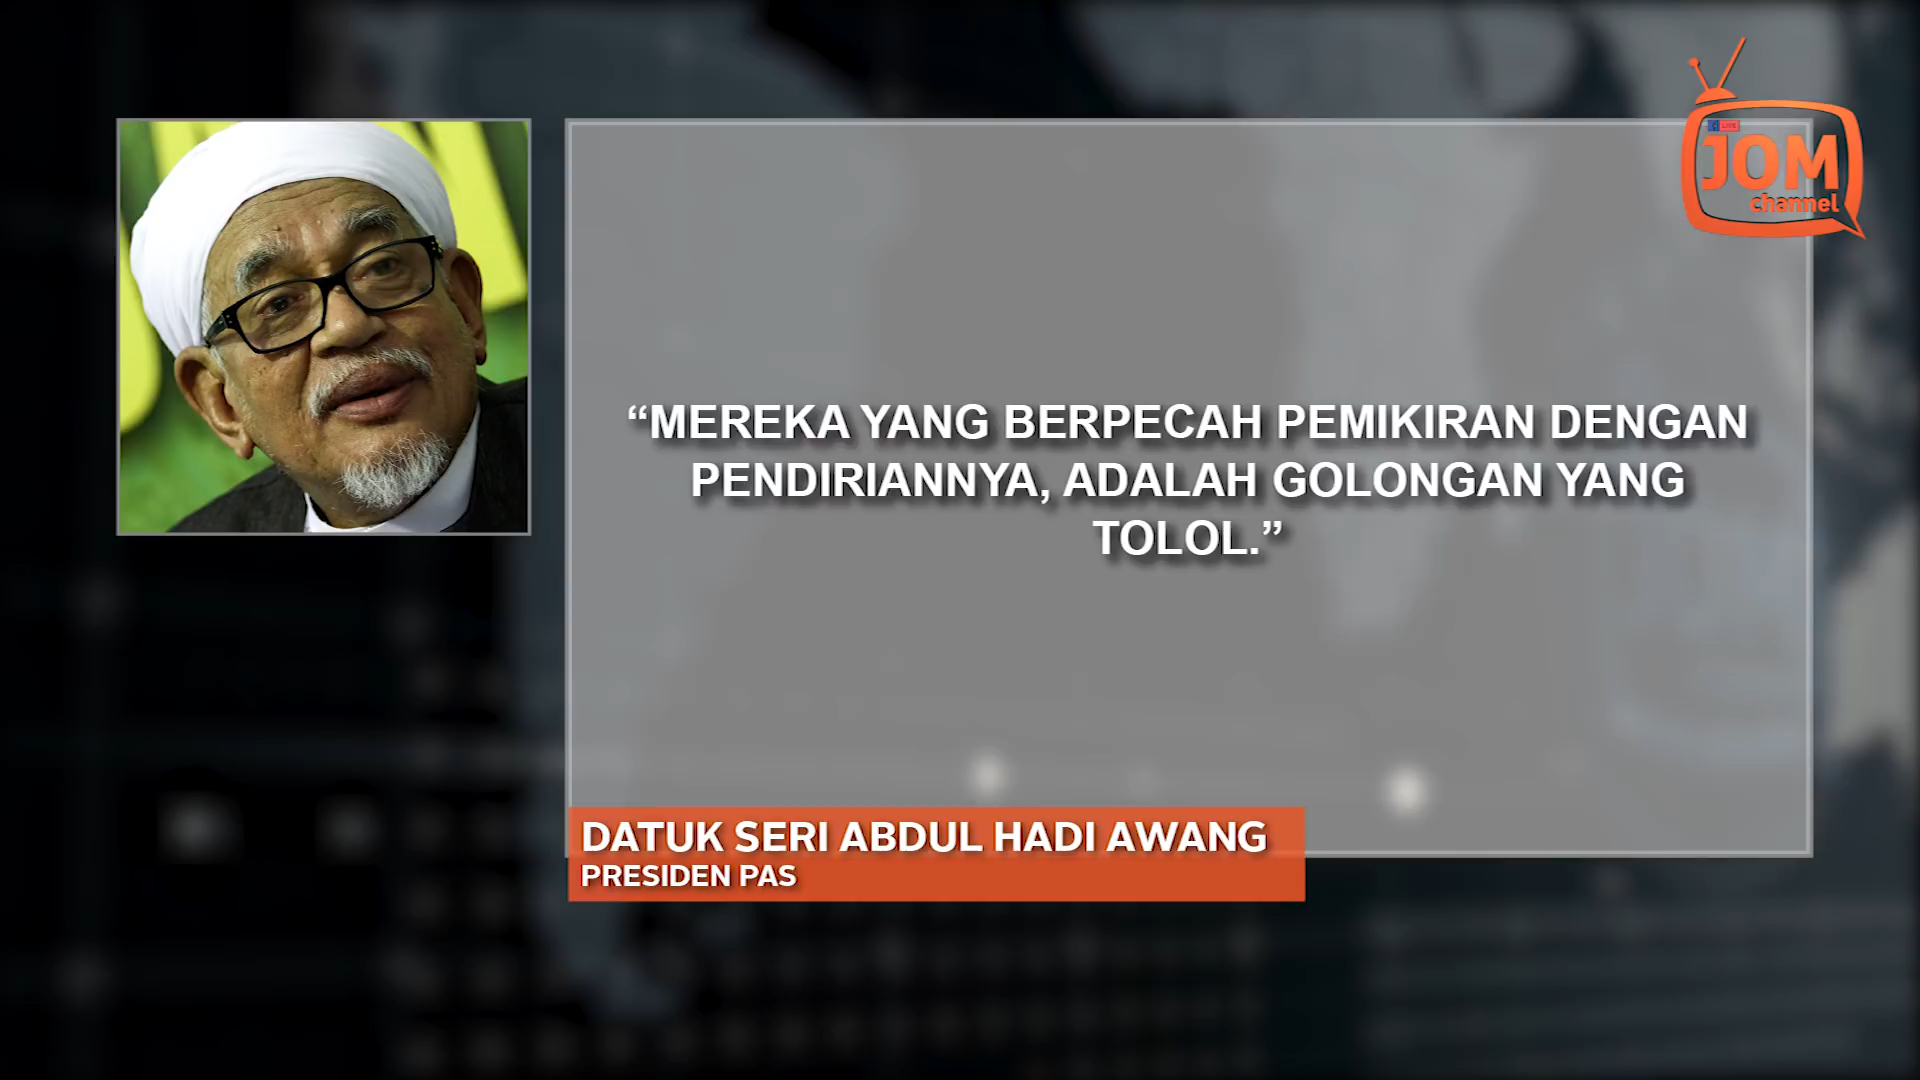 LIVE
JOM
channel
“MEREKA YANG BERPECAH PEMIKIRAN DENGAN
PENDIRIANNYA, ADALAH GOLONGAN YANG
TOLOL.”
DATUK SERI ABDUL HADI AWANG
PRESIDEN PAS